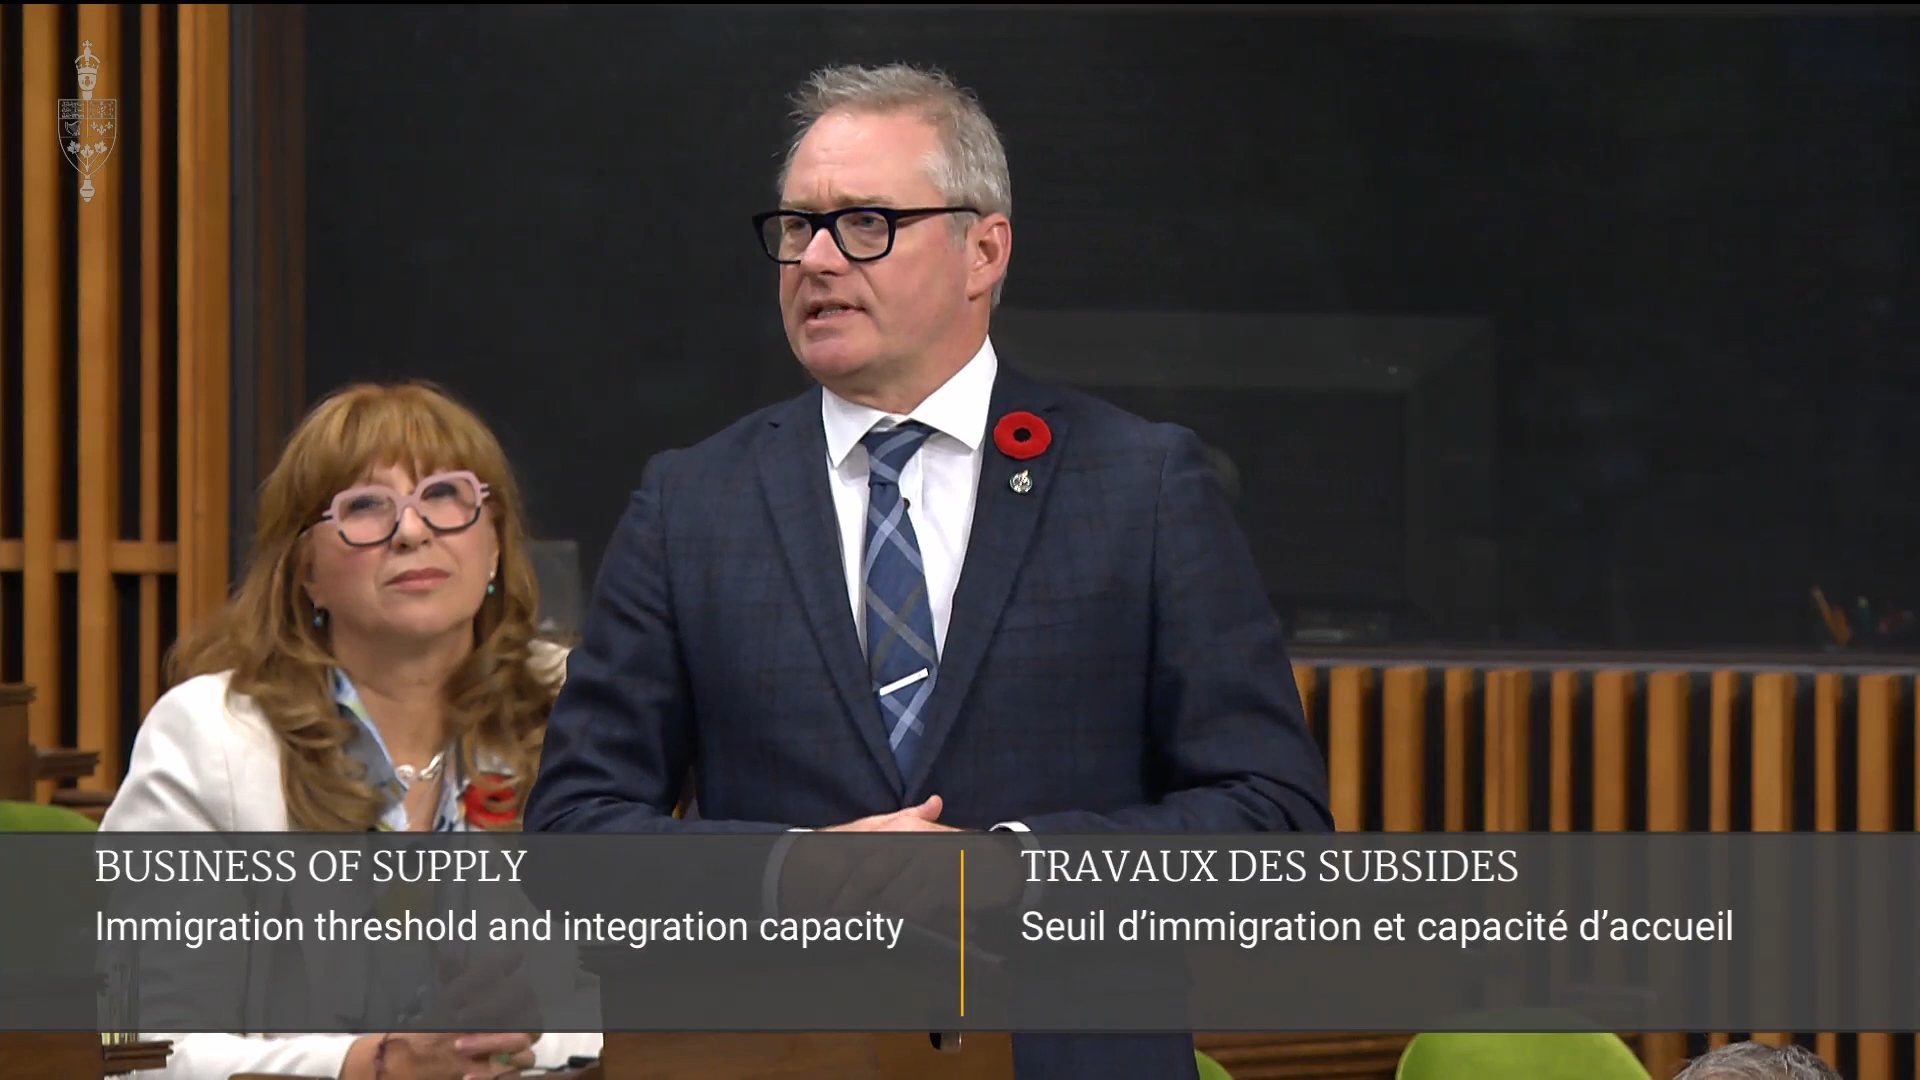 BUSINESS OF SUPPLY
Immigration threshold and integration capacity
TRAVAUX DES SUBSIDES
Seuil d’immigration et capacité d’accueil